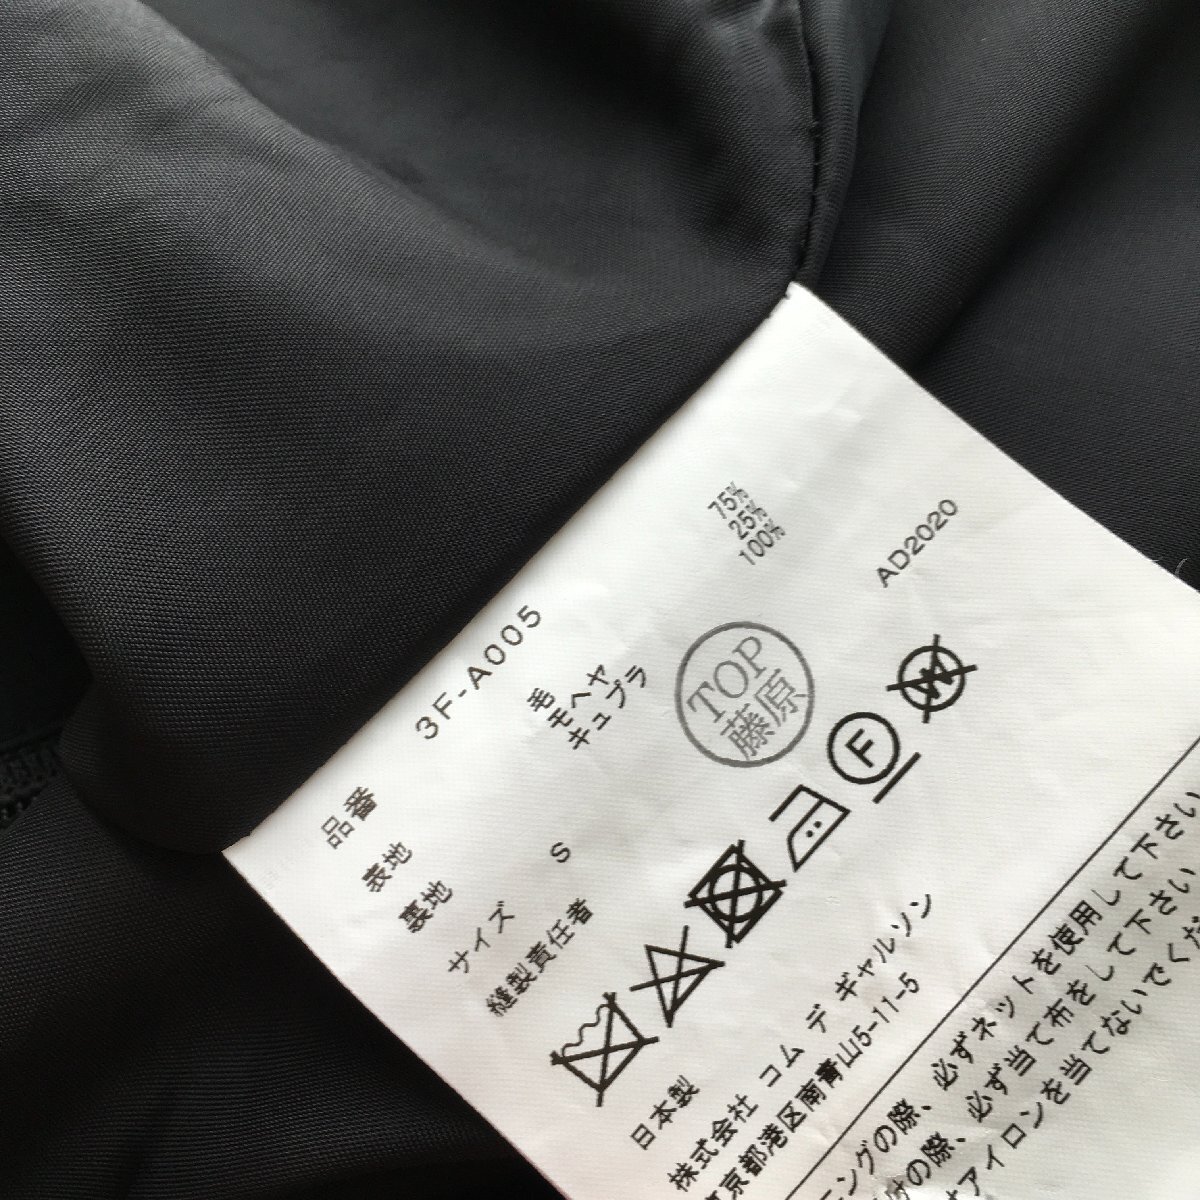 品番 3F-A005
表地 毛 75%
モヘヤ 25%
裏地 キュプラ 100%
サイズ S
縫製責任者 TOP
藤原
AD2020
F
W
日本製
株式会社 コム デ ギャルソン
東京都港区南青山5-11-5
ニングの際、必ずネットを使用して下さい
けの際、必ず当て布をして下さい
アイロンを当てないでくだ